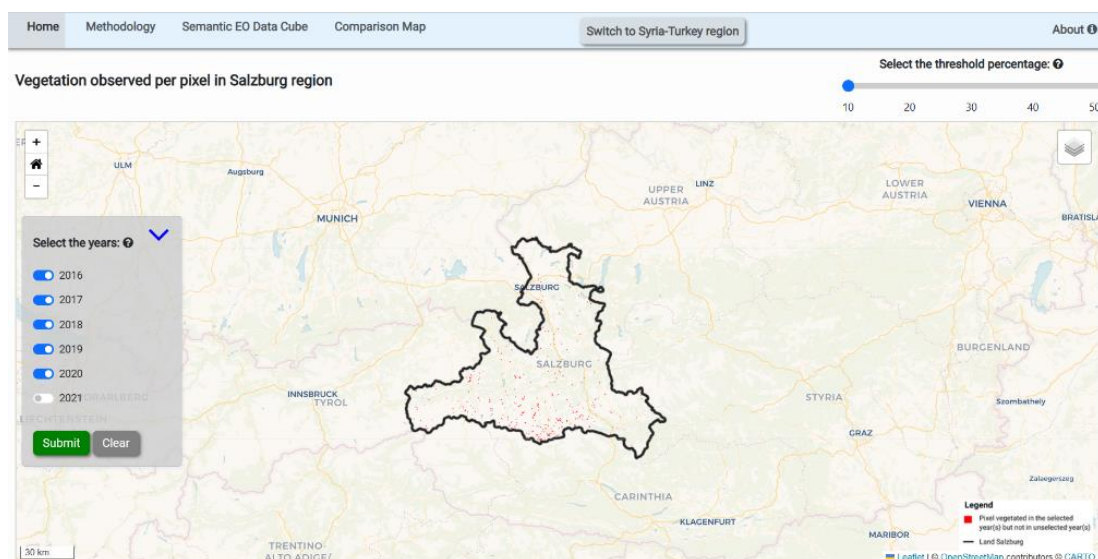 Home Methodology Semantic EO Data Cube Comparison Map Switch to Syria-Turkey region About
Select the threshold percentage:
Vegetation observed per pixel in Salzburg region
10 20 30 40 50
+
−
ULM
Augsburg
MUNICH
UPPER AUSTRIA
LINZ
LOWER AUSTRIA
VIENNA
BRATISLA
Select the years:
2016
2017
2018
2019
2020
2021
Submit Clear
SALZBURG
SALZBURG
INNSBRUCK
TYROL
BURGENLAND
STYRIA
Szombathely
GRAZ
Zalaegerszeg
CARINTHIA
KLAGENFURT
MARIBOR
TRENTINO-
ALTO ADIGE/
30 km
Legend
Pixel vegetated in the selected
year(s) but not in unselected year(s)
Land Salzburg
Leaflet | © OpenStreetMap contributors © CARTO